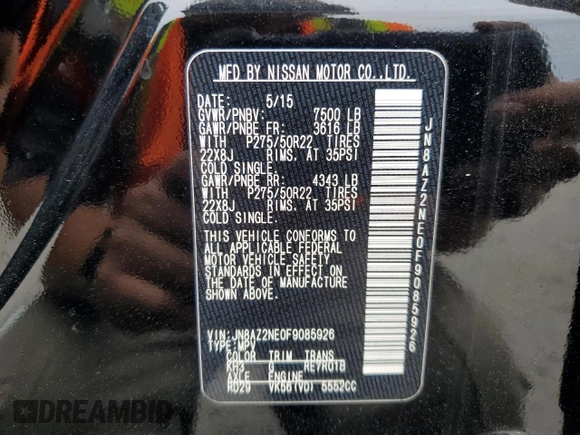 MFD BY NISSAN MOTOR CO.,LTD.
DATE: 5/15
GVWR/PNBV: 7500 LB
GAWR/PNBE FR: 3616 LB
WITH P275/50R22 TIRES
22X8J RIMS. AT 35PSI
COLD SINGLE.
GAWR/PNBE RR: 4343 LB
WITH P275/50R22 TIRES
22X8J RIMS. AT 35PSI
COLD SINGLE.
THIS VEHICLE CONFORMS TO
ALL APPLICABLE FEDERAL
MOTOR VEHICLE SAFETY
STANDARDS IN EFFECT ON THE
DATE OF MANUFACTURE
SHOWN ABOVE.
VIN:JN8AZ2NE0F9085926
TYPE:MPV
COLOR TRIM TRANS
KH3 G RE7R01B
AXLE ENGINE
RD29 VK56(VD) 5552CC
JN8AZ2NE0F9085926
DREAMBID